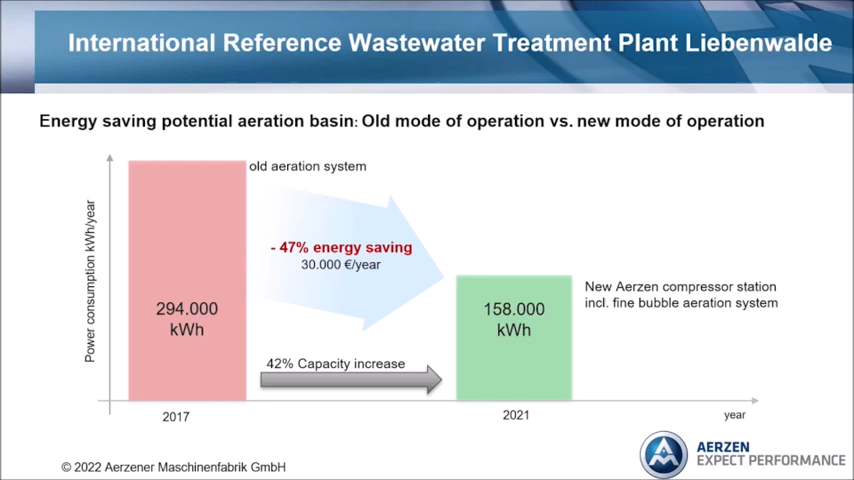 International Reference Wastewater Treatment Plant Liebenwalde
Energy saving potential aeration basin: Old mode of operation vs. new mode of operation
Power consumption kWh/year
old aeration system
- 47% energy saving
30.000 €/year
294.000
kWh
158.000
kWh
New Aerzen compressor station
incl. fine bubble aeration system
42% Capacity increase
2017
2021
year
© 2022 Aerzener Maschinenfabrik GmbH
AERZEN
EXPECT PERFORMANCE